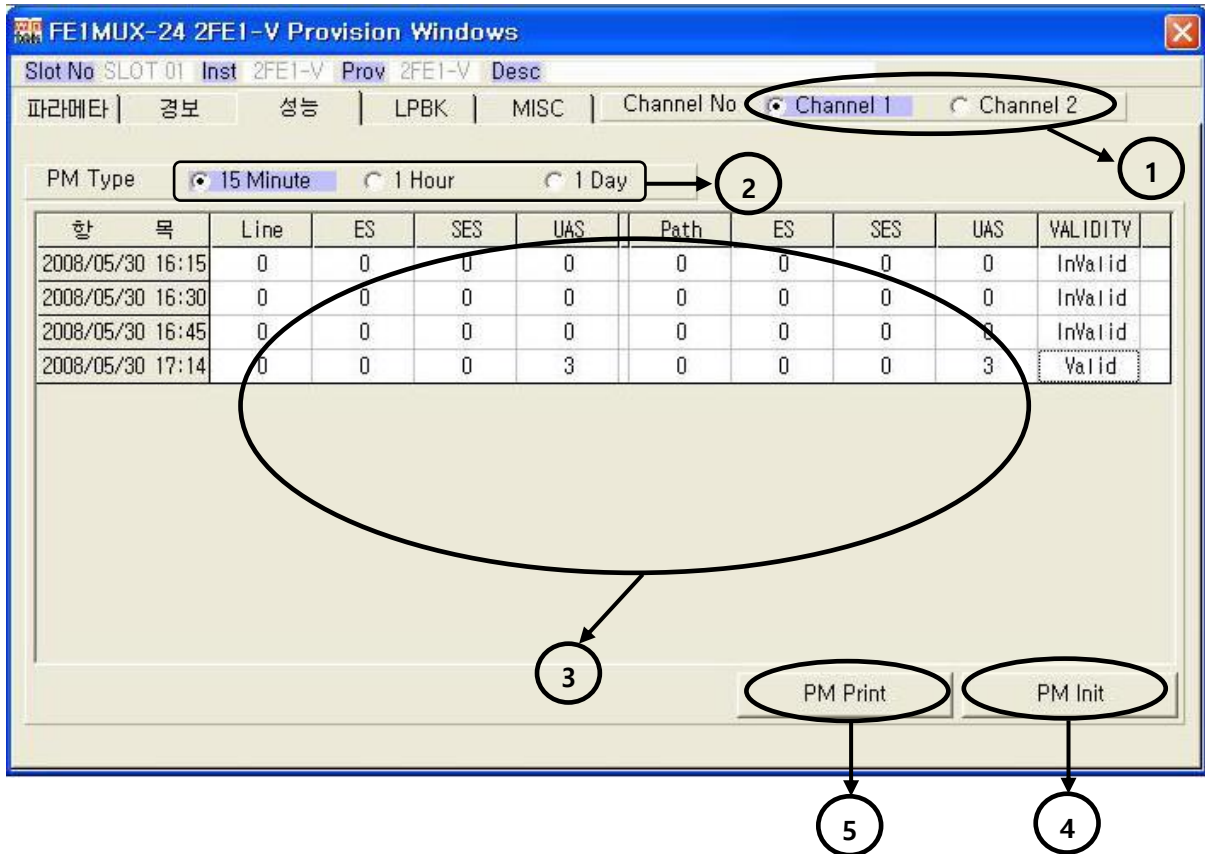 FE1MUX-24 2FE1-V Provision Windows
Slot No SLOT 01 Inst 2FE1-V Prov 2FE1-V Desc
파라메타 경보 성능 LPBK MISC Channel No Channel 1 Channel 2
1
PM Type 15 Minute 1 Hour 1 Day
2
항 목 Line ES SES UAS Path ES SES UAS VALIDITY
2008/05/30 16:15 0 0 0 0 0 0 0 0 InValid
2008/05/30 16:30 0 0 0 0 0 0 0 0 InValid
2008/05/30 16:45 0 0 0 0 0 0 0 0 InValid
2008/05/30 17:14 0 0 0 3 0 0 0 3 Valid
3
PM Print PM Init
5 4